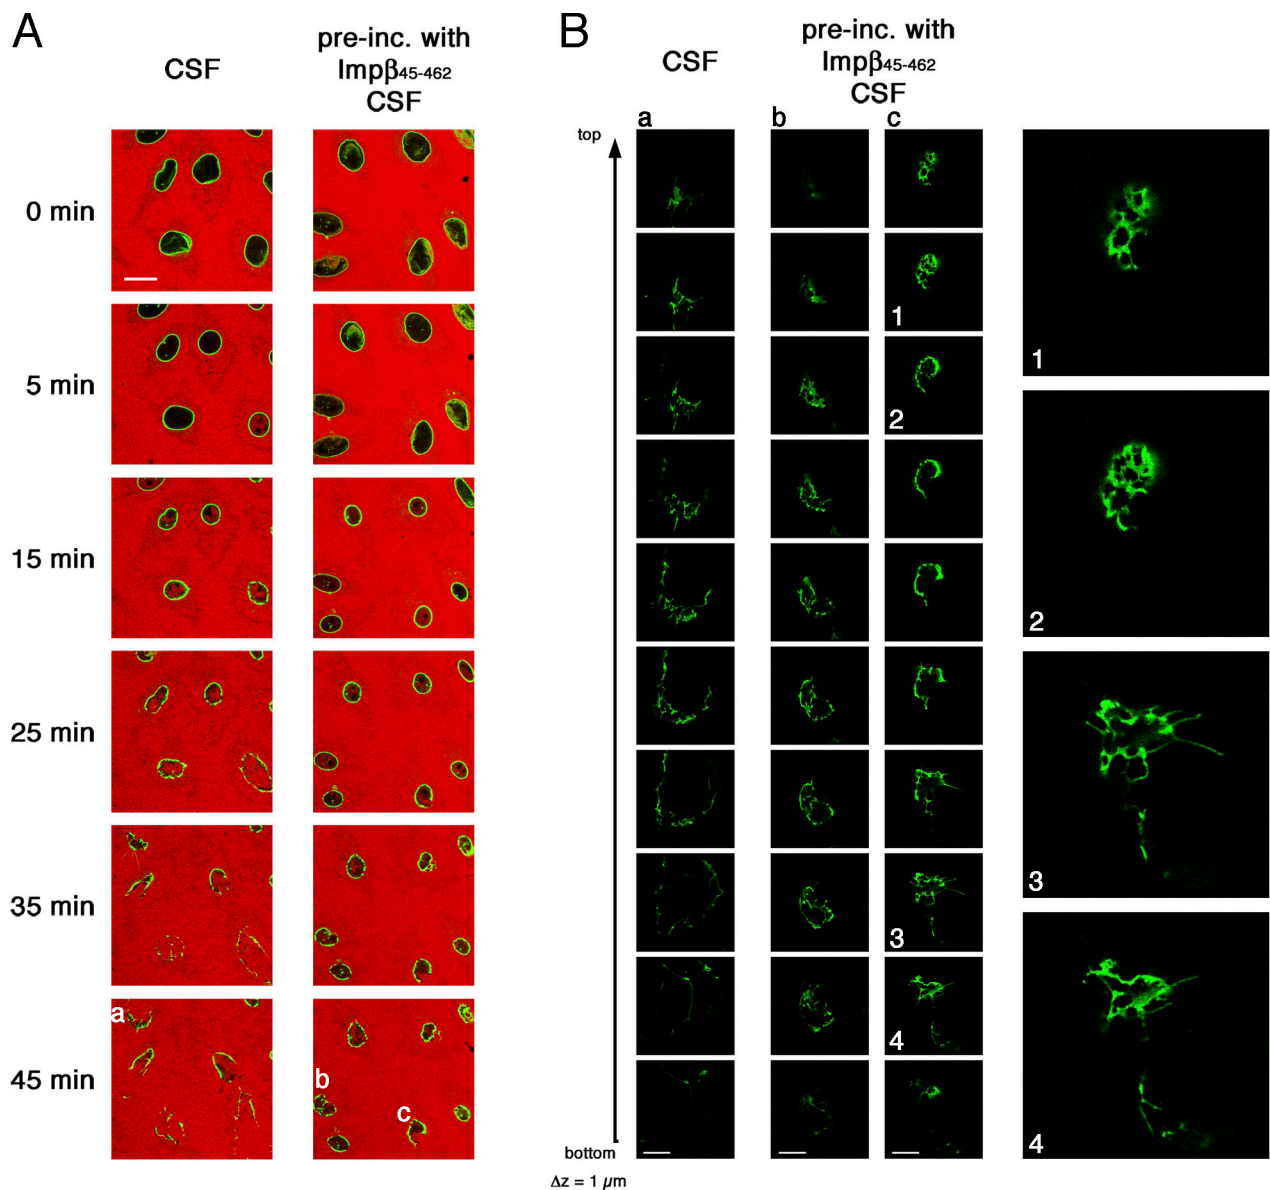 A
CSF
pre-inc. with
Impβ45-462
CSF
0 min
5 min
15 min
25 min
35 min
45 min
a
b
c
B
CSF
pre-inc. with
Impβ45-462
CSF
a
b
c
top
1
2
3
4
bottom
Δz = 1 µm
1
2
3
4